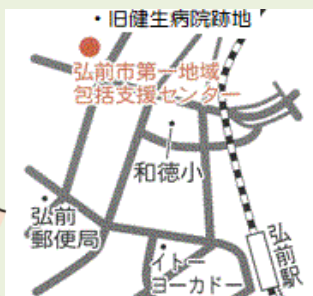 ・旧健生病院跡地
弘前市第一地域
包括支援センター
和徳小
弘前
郵便局
イトー
ヨーカドー
弘前駅